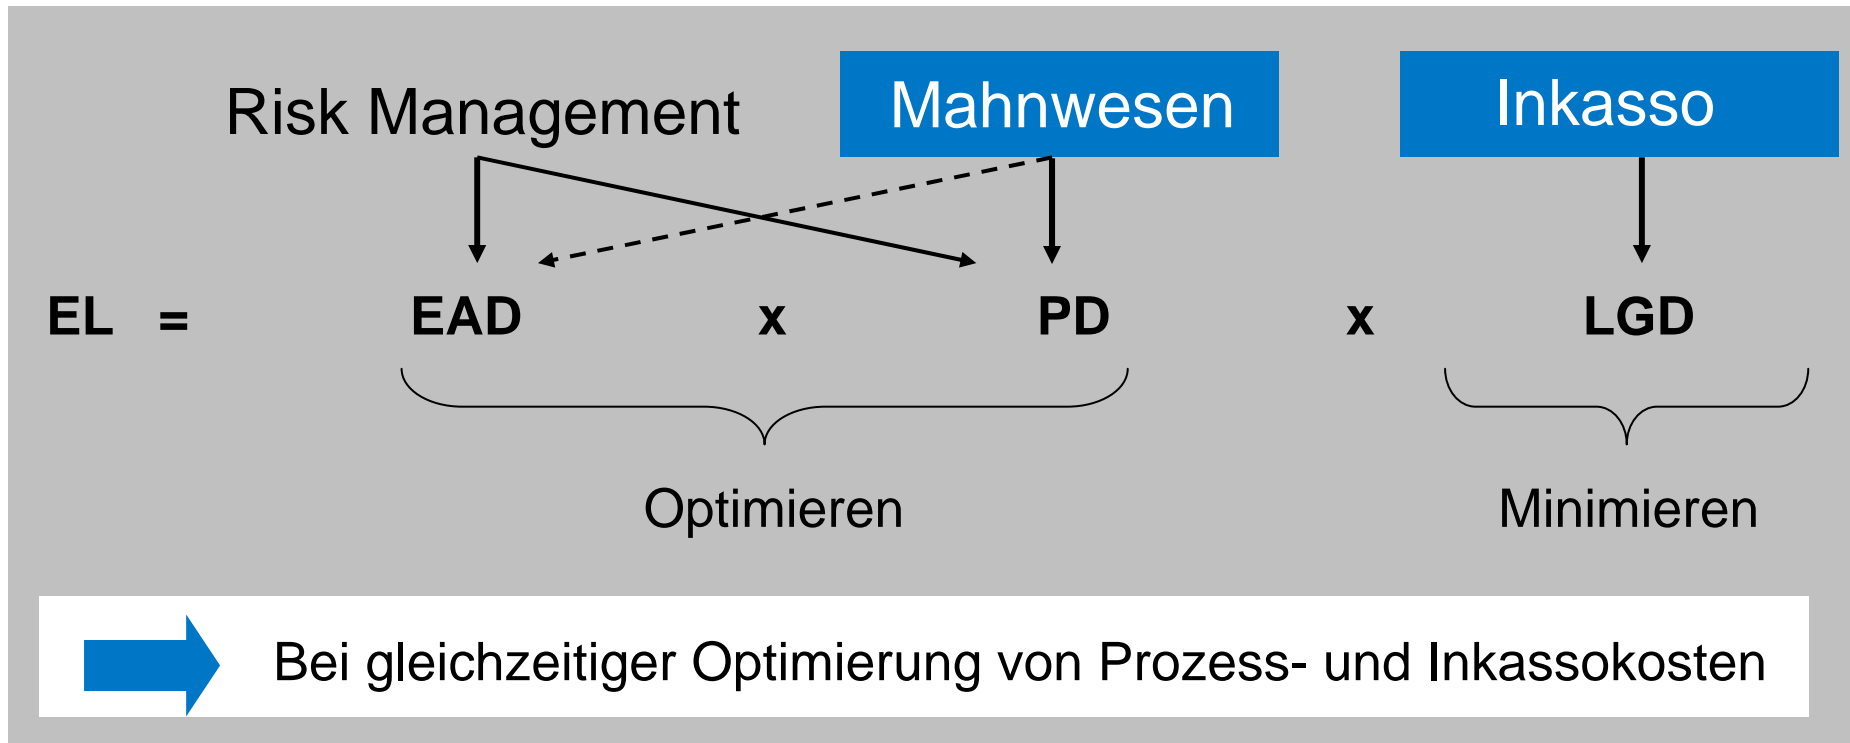 Risk Management Mahnwesen Inkasso
EL = EAD x PD x LGD
Optimieren Minimieren
Bei gleichzeitiger Optimierung von Prozess- und Inkassokosten